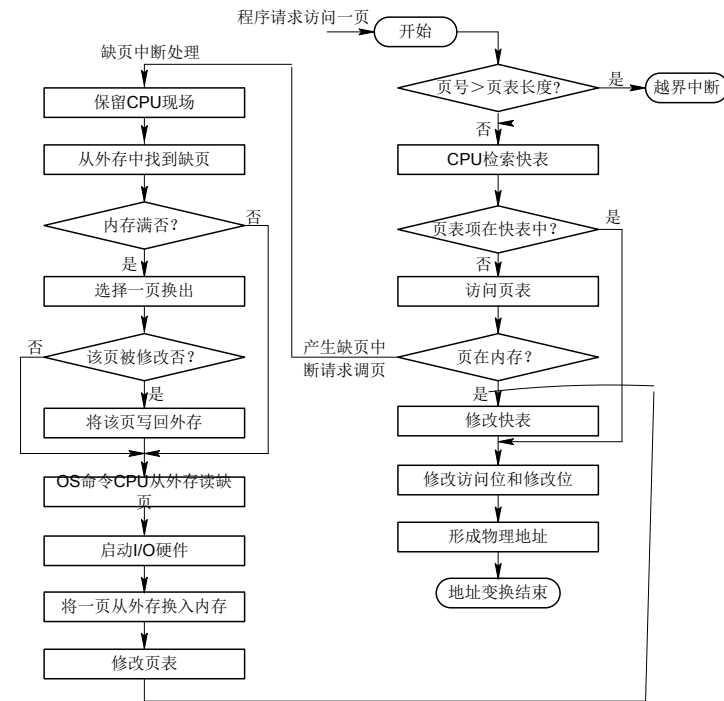 程序请求访问一页
开始
缺页中断处理
页号＞页表长度?
是
越界中断
保留CPU现场
否
从外存中找到缺页
CPU检索快表
内存满否?
否
页表项在快表中?
是
是
否
选择一页换出
访问页表
否
该页被修改否?
产生缺页中
断请求调页
页在内存?
是
是
将该页写回外存
修改快表
OS命令CPU从外存读缺
页
修改访问位和修改位
启动I/O硬件
形成物理地址
将一页从外存换入内存
地址变换结束
修改页表